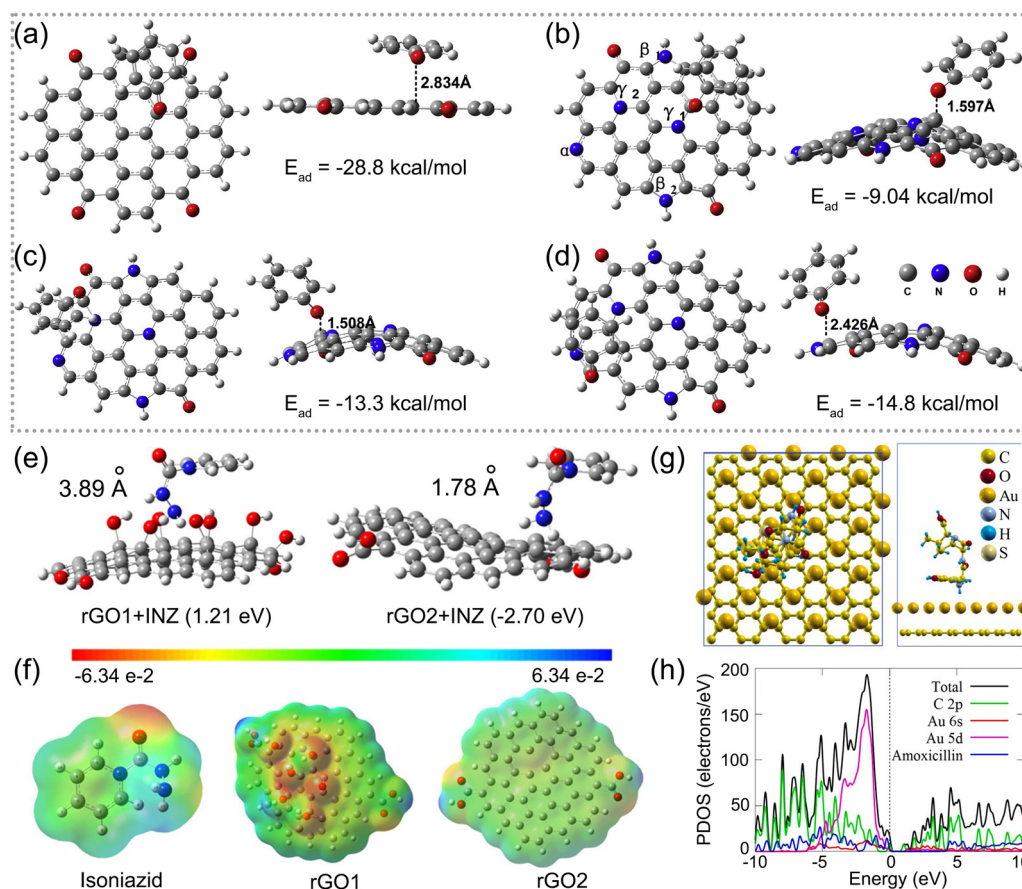 (a)
2.834Å
E_ad = -28.8 kcal/mol
(b)
β 1
γ 2
γ 1
α
β 2
1.597Å
E_ad = -9.04 kcal/mol
(c)
1.508Å
E_ad = -13.3 kcal/mol
(d)
C N O H
2.426Å
E_ad = -14.8 kcal/mol
(e)
3.89 Å
1.78 Å
rGO1+INZ (1.21 eV)
rGO2+INZ (-2.70 eV)
(f)
-6.34 e-2
6.34 e-2
Isoniazid
rGO1
rGO2
(g)
C
O
Au
N
H
S
(h)
PDOS (electrons/eV)
200
150
100
50
0
Total
C 2p
Au 6s
Au 5d
Amoxicillin
-10 -5 0 5 10
Energy (eV)